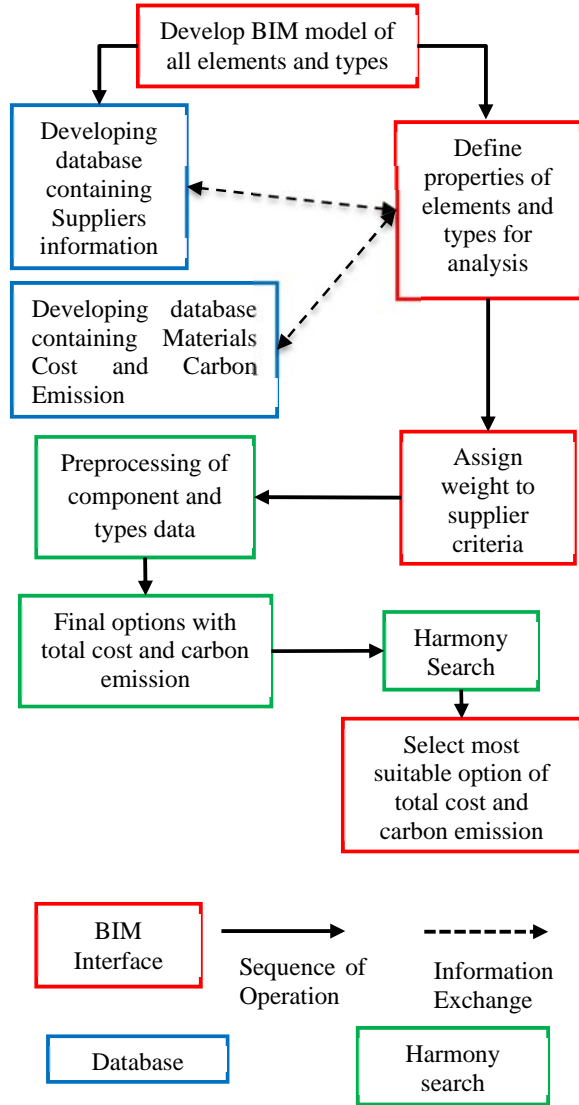 Develop BIM model of
all elements and types
Developing
database
containing
Suppliers
information
Define
properties of
elements and
types for
analysis
Developing database
containing Materials
Cost and Carbon
Emission
Preprocessing of
component and
types data
Assign
weight to
supplier
criteria
Final options with
total cost and carbon
emission
Harmony
Search
Select most
suitable option of
total cost and
carbon emission
BIM
Interface
Sequence of
Operation
Information
Exchange
Database
Harmony
search